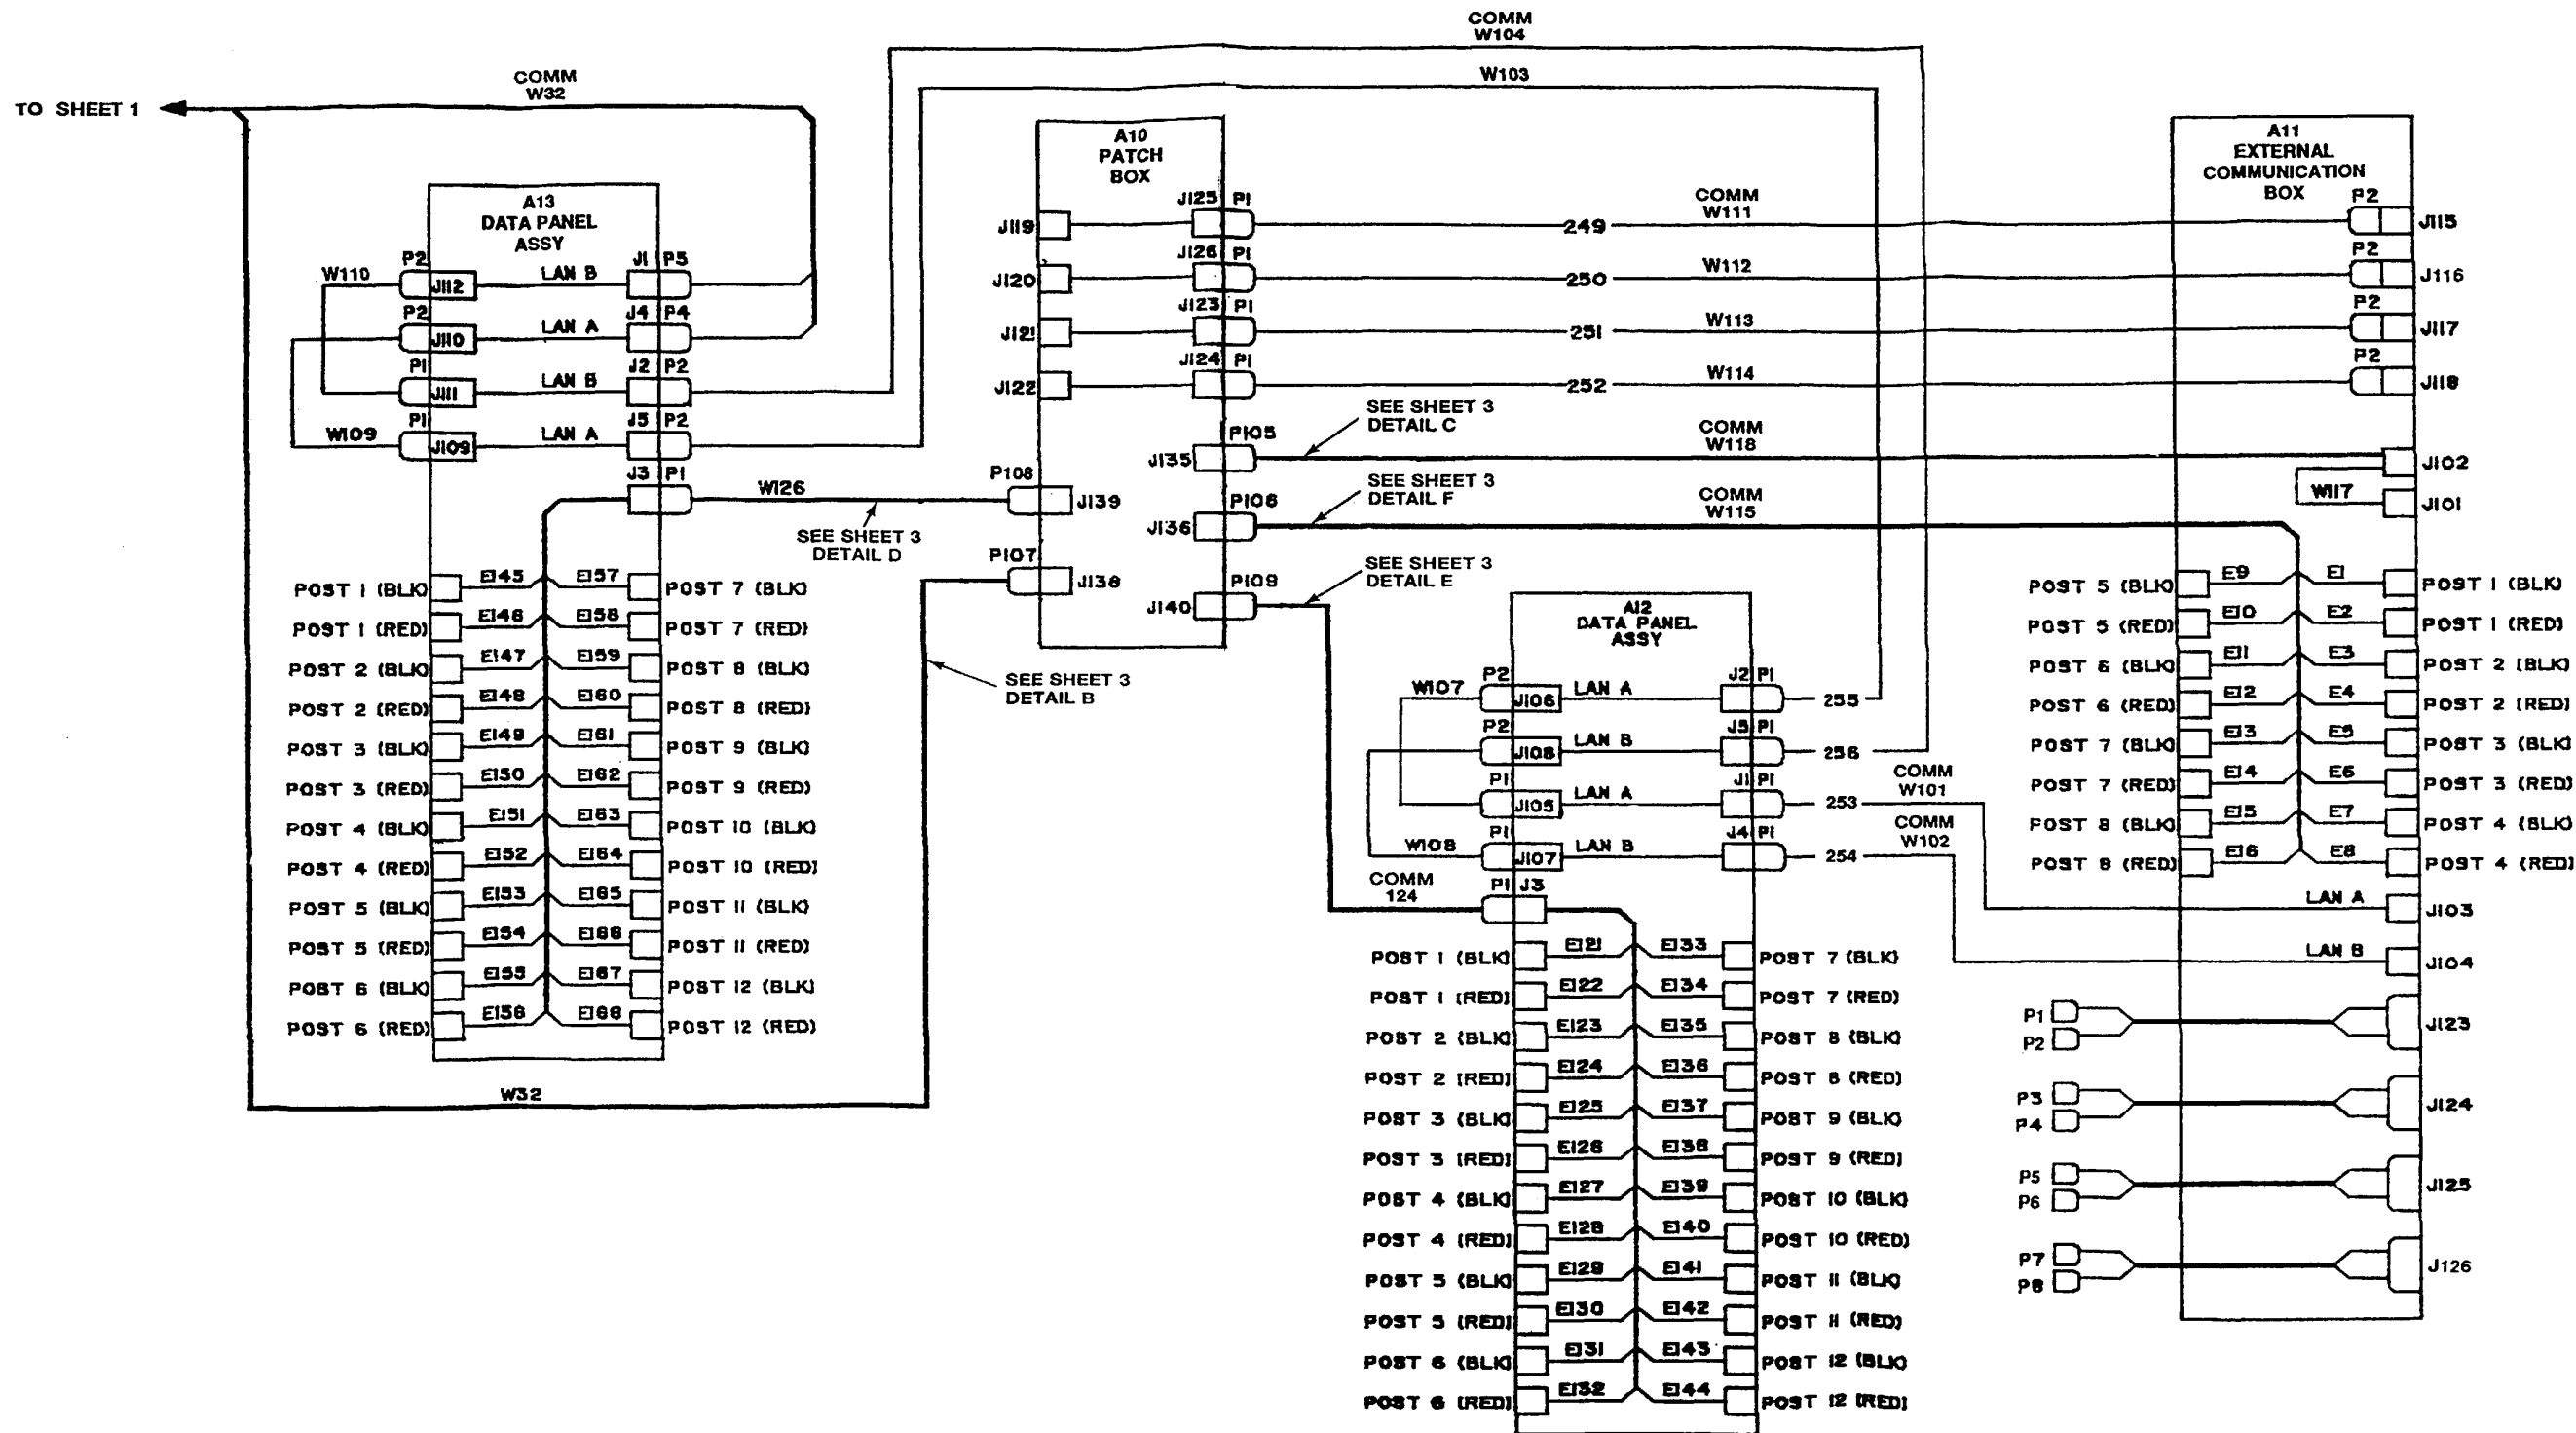 COMM
W104
COMM
W32
W103
TO SHEET 1
A13
DATA PANEL
ASSY
P2
W110
J112
LAN B
J1
P5
P2
J110
LAN A
J4
P4
P1
J111
LAN B
J2
P2
P1
W109
J109
LAN A
J5
P2
J3
P1
W126
SEE SHEET 3
DETAIL D
POST 1 (BLK)
E145
E157
POST 7 (BLK)
POST 1 (RED)
E146
E158
POST 7 (RED)
POST 2 (BLK)
E147
E159
POST 8 (BLK)
POST 2 (RED)
E148
E160
POST 8 (RED)
POST 3 (BLK)
E149
E161
POST 9 (BLK)
POST 3 (RED)
E150
E162
POST 9 (RED)
POST 4 (BLK)
E151
E163
POST 10 (BLK)
POST 4 (RED)
E152
E164
POST 10 (RED)
POST 5 (BLK)
E153
E165
POST 11 (BLK)
POST 5 (RED)
E154
E166
POST 11 (RED)
POST 6 (BLK)
E155
E167
POST 12 (BLK)
POST 6 (RED)
E156
E168
POST 12 (RED)
W32
A10
PATCH
BOX
J119
J125
P1
J120
J126
P1
J121
J123
P1
J122
J124
P1
J135
P105
P108
J139
J136
P106
P107
J138
J140
P109
249
COMM
W111
250
W112
251
W113
252
W114
SEE SHEET 3
DETAIL C
COMM
W118
SEE SHEET 3
DETAIL F
COMM
W115
SEE SHEET 3
DETAIL E
SEE SHEET 3
DETAIL B
A12
DATA PANEL
ASSY
W107
P2
J106
LAN A
J2
P1
255
P2
J108
LAN B
J5
P1
256
P1
J105
LAN A
J1
P1
253
COMM
W101
W108
P1
J107
LAN B
J4
P1
254
COMM
W102
COMM
124
P1
J3
POST 1 (BLK)
E121
E133
POST 7 (BLK)
POST 1 (RED)
E122
E134
POST 7 (RED)
POST 2 (BLK)
E123
E135
POST 8 (BLK)
POST 2 (RED)
E124
E136
POST 8 (RED)
POST 3 (BLK)
E125
E137
POST 9 (BLK)
POST 3 (RED)
E126
E138
POST 9 (RED)
POST 4 (BLK)
E127
E139
POST 10 (BLK)
POST 4 (RED)
E128
E140
POST 10 (RED)
POST 5 (BLK)
E129
E141
POST 11 (BLK)
POST 5 (RED)
E130
E142
POST 11 (RED)
POST 6 (BLK)
E131
E143
POST 12 (BLK)
POST 6 (RED)
E132
E144
POST 12 (RED)
A11
EXTERNAL
COMMUNICATION
BOX
P2
J115
P2
J116
P2
J117
P2
J118
J102
W117
J101
POST 5 (BLK)
E9
E1
POST 1 (BLK)
POST 5 (RED)
E10
E2
POST 1 (RED)
POST 6 (BLK)
E11
E3
POST 2 (BLK)
POST 6 (RED)
E12
E4
POST 2 (RED)
POST 7 (BLK)
E13
E5
POST 3 (BLK)
POST 7 (RED)
E14
E6
POST 3 (RED)
POST 8 (BLK)
E15
E7
POST 4 (BLK)
POST 8 (RED)
E16
E8
POST 4 (RED)
LAN A
J103
LAN B
J104
P1
P2
J123
P3
P4
J124
P5
P6
J125
P7
P8
J126